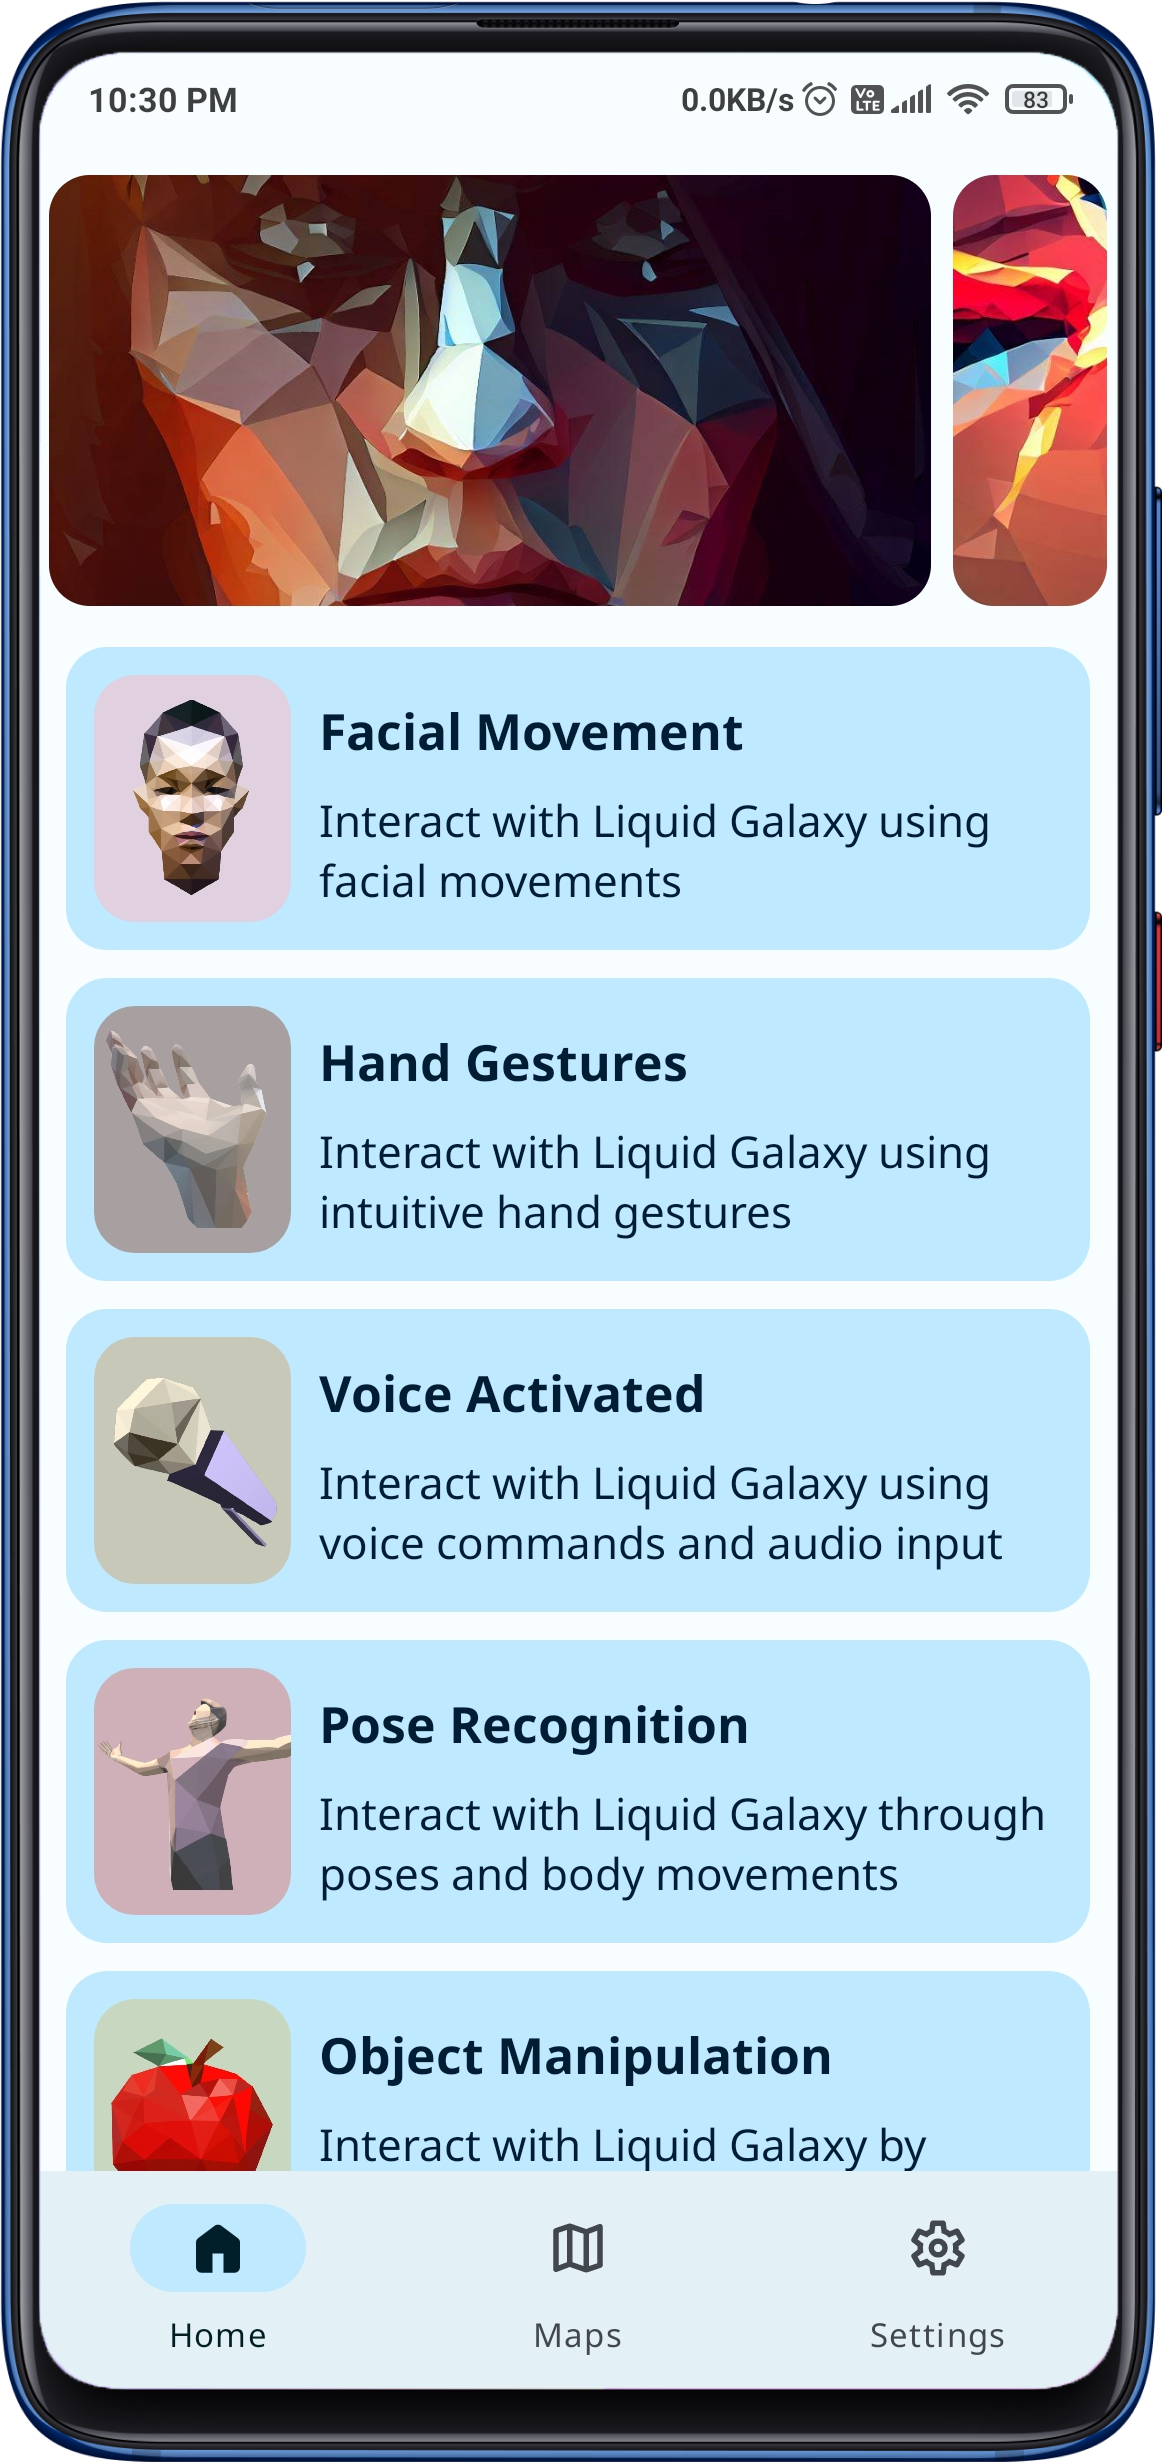 10:30 PM 0.0KB/s Vo LTE 83
Facial Movement
Interact with Liquid Galaxy using
facial movements
Hand Gestures
Interact with Liquid Galaxy using
intuitive hand gestures
Voice Activated
Interact with Liquid Galaxy using
voice commands and audio input
Pose Recognition
Interact with Liquid Galaxy through
poses and body movements
Object Manipulation
Interact with Liquid Galaxy by
Home Maps Settings